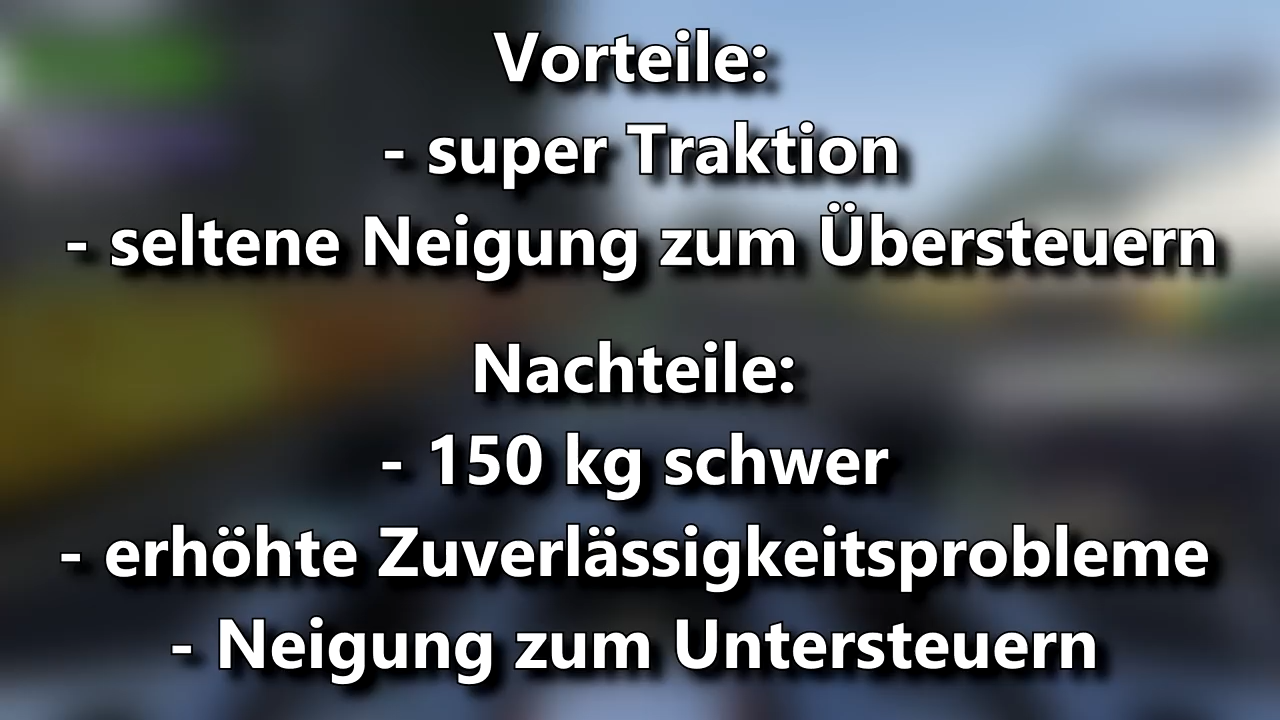 Vorteile:
- super Traktion
- seltene Neigung zum Übersteuern
Nachteile:
- 150 kg schwer
- erhöhte Zuverlässigkeitsprobleme
- Neigung zum Untersteuern